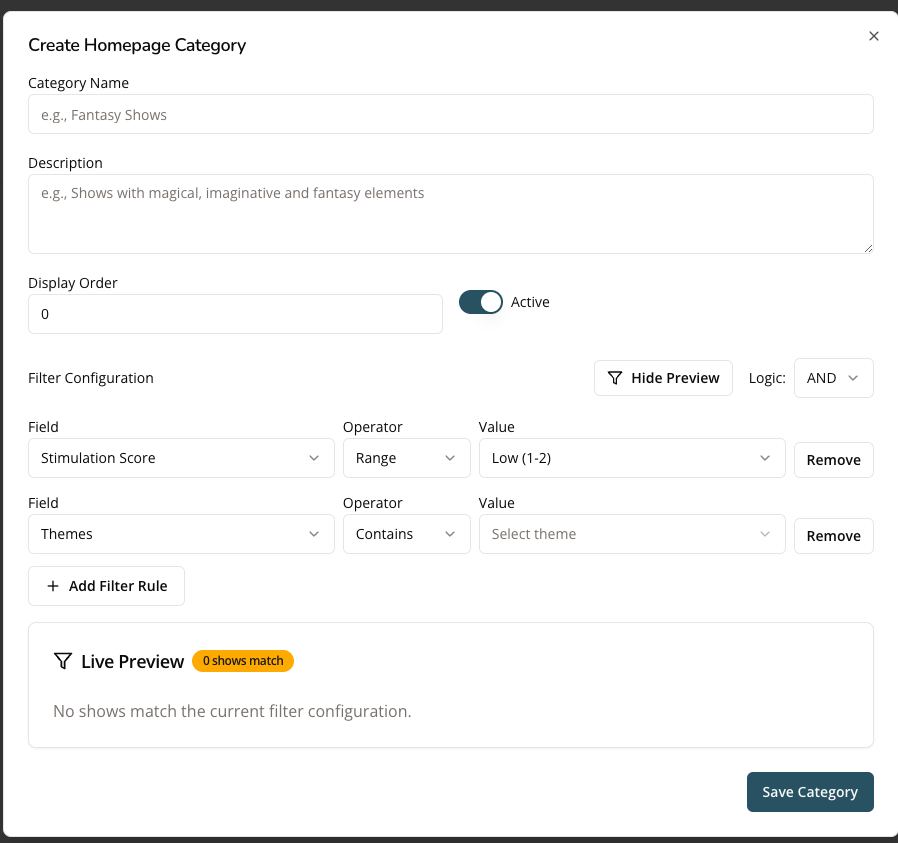 Create Homepage Category
Category Name
e.g., Fantasy Shows
Description
e.g., Shows with magical, imaginative and fantasy elements
Display Order
0
Active
Filter Configuration
Hide Preview
Logic:
AND
Field
Operator
Value
Stimulation Score
Range
Low (1-2)
Remove
Field
Operator
Value
Themes
Contains
Select theme
Remove
Add Filter Rule
Live Preview
0 shows match
No shows match the current filter configuration.
Save Category